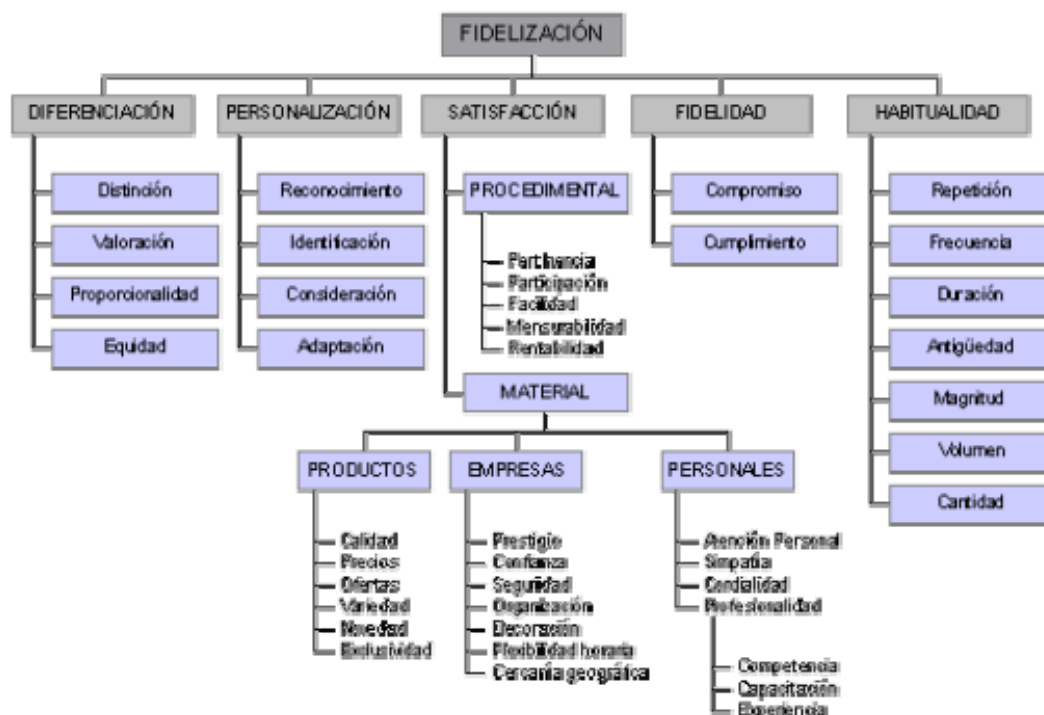 FIDELIZACIÓN
DIFERENCIACIÓN
PERSONALIZACIÓN
SATISFACCIÓN
FIDELIDAD
HABITUALIDAD
Distinción
Valoración
Proporcionalidad
Equidad
Reconocimiento
Identificación
Consideración
Adaptación
PROCEDIMENTAL
Pertinencia
Participación
Facilidad
Mensurabilidad
Rentabilidad
MATERIAL
PRODUCTOS
Calidad
Precios
Ofertas
Variedad
Novedad
Exclusividad
EMPRESAS
Prestigio
Confianza
Seguridad
Organización
Decoración
Flexibilidad horaria
Cercanía geográfica
PERSONALES
Atención Personal
Simpatía
Cordialidad
Profesionalidad
Competencia
Capacitación
Experiencia
Compromiso
Cumplimiento
Repetición
Frecuencia
Duración
Antigüedad
Magnitud
Volumen
Cantidad